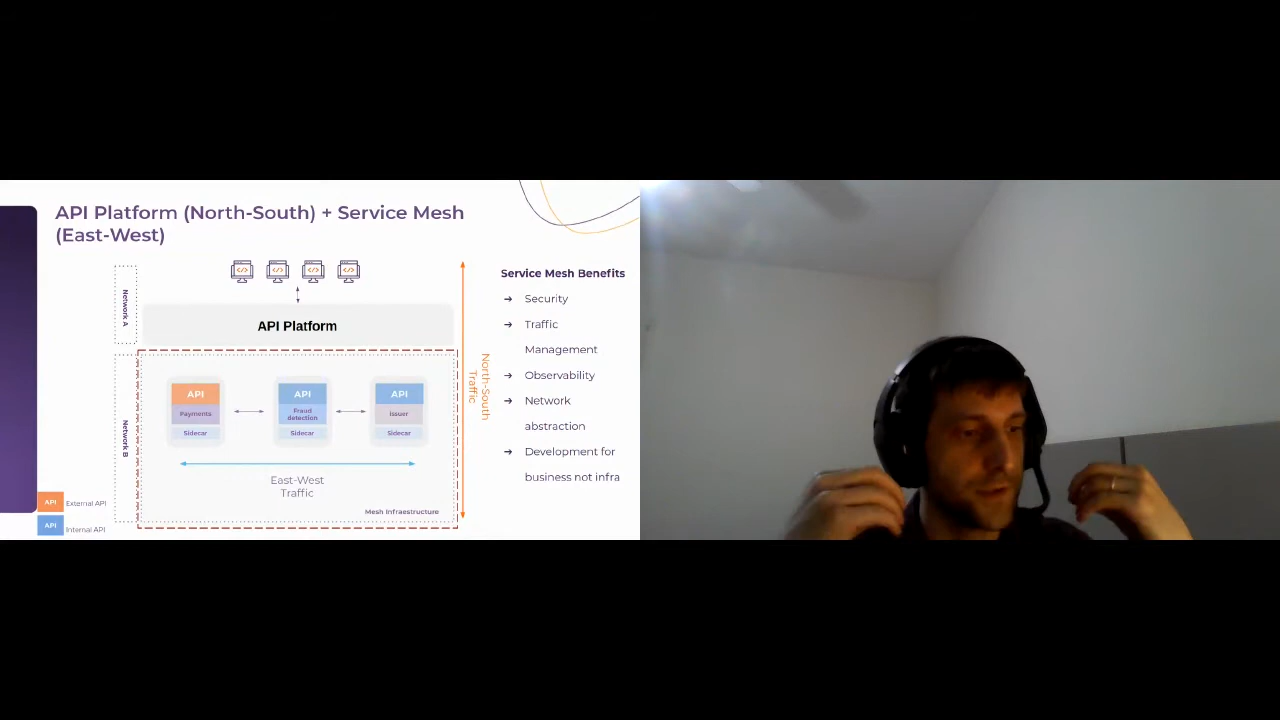 API Platform (North-South) + Service Mesh
(East-West)
Network A
API Platform
Service Mesh Benefits
➔ Security
➔ Traffic
Management
➔ Observability
➔ Network
abstraction
➔ Development for
business not infra
North-South
Traffic
Network B
API
Payments
Sidecar
API
Fraud
detection
Sidecar
API
Issuer
Sidecar
East-West
Traffic
Mesh Infraestructure
API External API
API Internal API